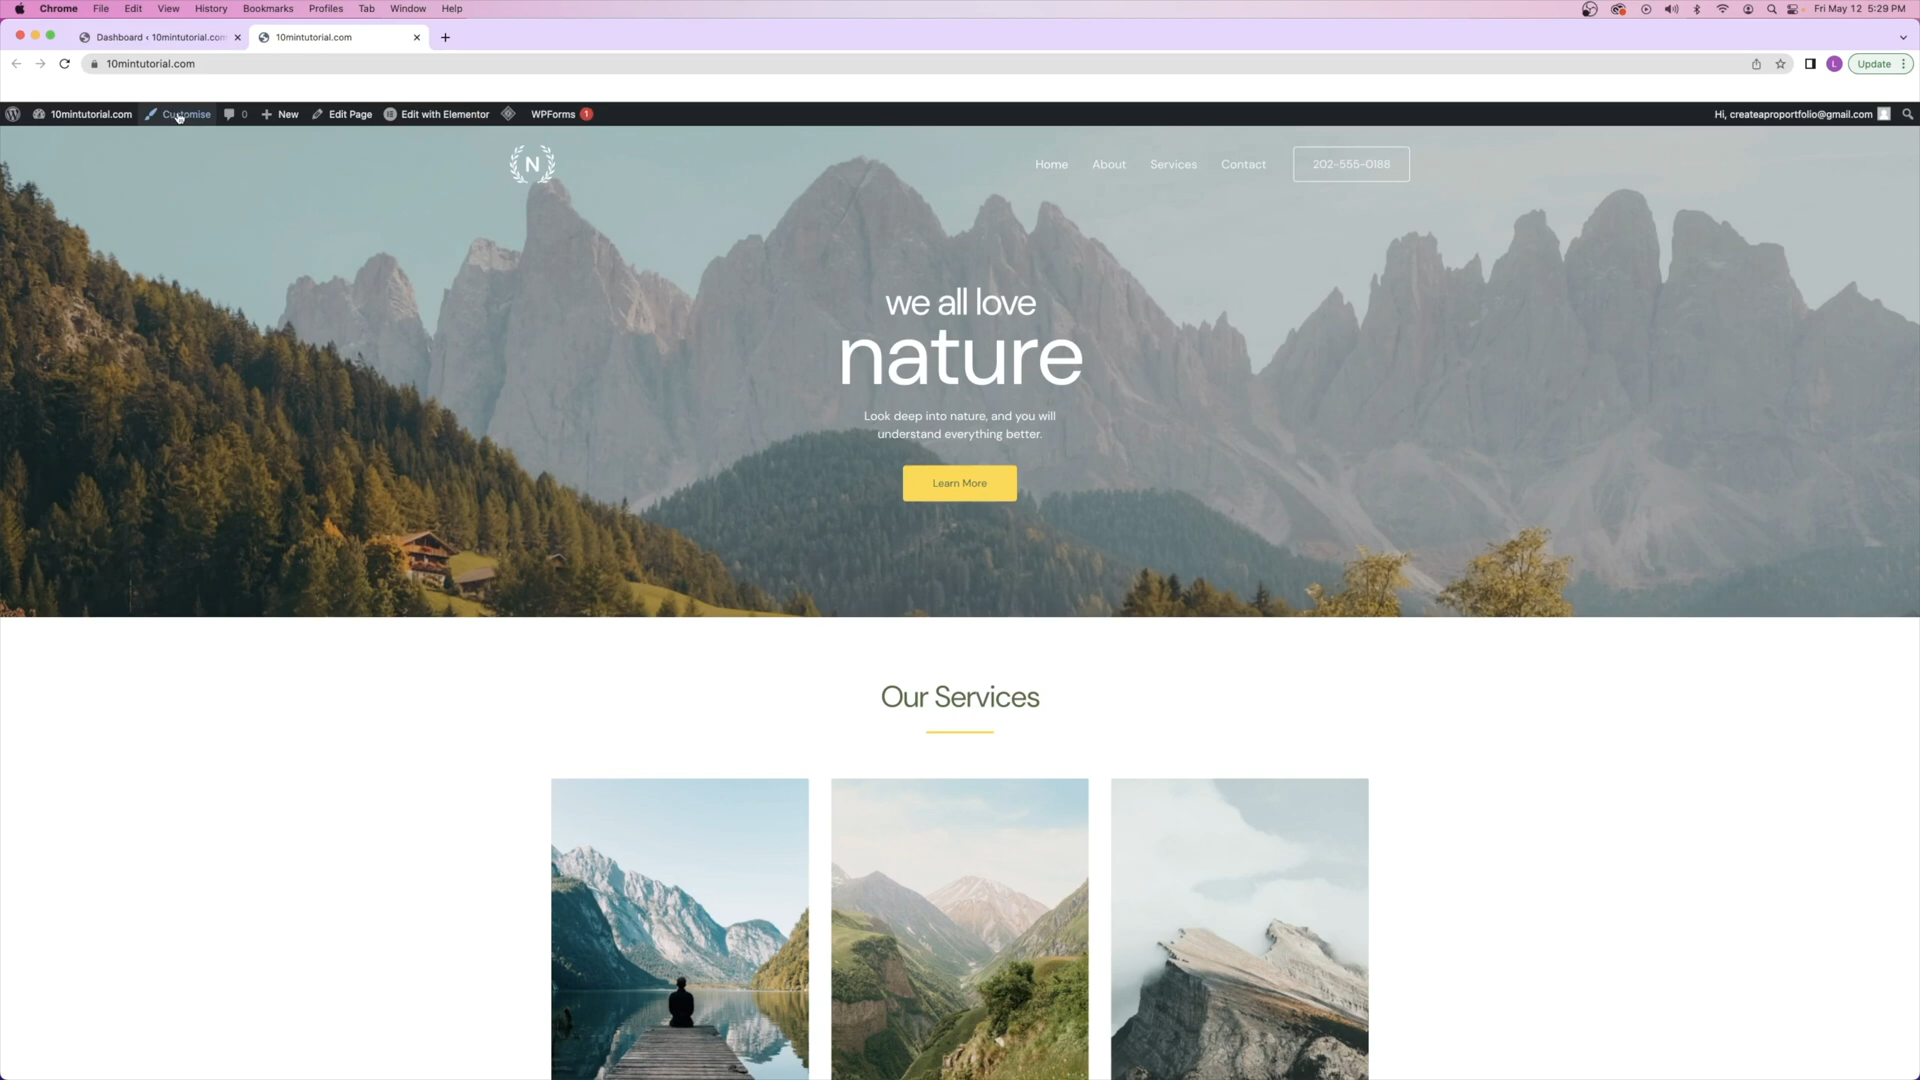 Chrome File Edit View History Bookmarks Profiles Tab Window Help
Fri May 12 5:29 PM
Dashboard ‹ 10mintutorial.com
10mintutorial.com
10mintutorial.com
L
Update
10mintutorial.com Customise 0 New Edit Page Edit with Elementor WPForms 1
Hi, createaproportfolio@gmail.com
N
Home About Services Contact 202-555-0188
we all love
nature
Look deep into nature, and you will
understand everything better.
Learn More
Our Services